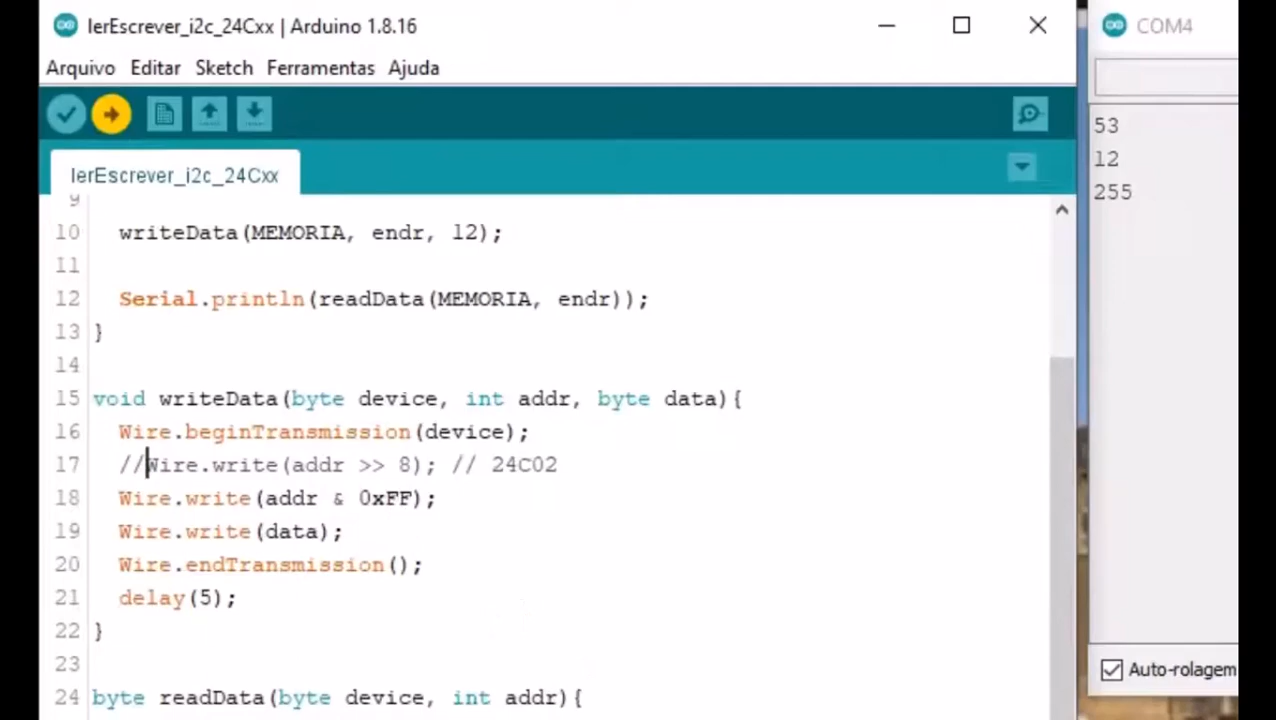 lerEscrever_i2c_24Cxx | Arduino 1.8.16
COM4
Arquivo Editar Sketch Ferramentas Ajuda
lerEscrever_i2c_24Cxx
53
12
255
9
10 writeData(MEMORIA, endr, 12);
11
12 Serial.println(readData(MEMORIA, endr));
13 }
14
15 void writeData(byte device, int addr, byte data){
16 Wire.beginTransmission(device);
17 //Wire.write(addr >> 8); // 24C02
18 Wire.write(addr & 0xFF);
19 Wire.write(data);
20 Wire.endTransmission();
21 delay(5);
22 }
23
24 byte readData(byte device, int addr){
Auto-rolagem